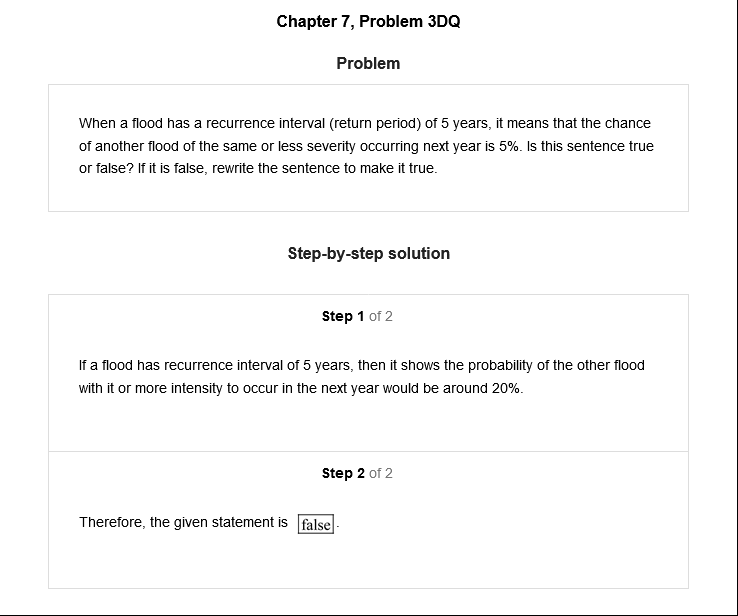 Chapter 7, Problem 3DQ
Problem
When a flood has a recurrence interval (return period) of 5 years, it means that the chance
of another flood of the same or less severity occurring next year is 5%. Is this sentence true
or false? If it is false, rewrite the sentence to make it true.
Step-by-step solution
Step 1 of 2
If a flood has recurrence interval of 5 years, then it shows the probability of the other flood
with it or more intensity to occur in the next year would be around 20%.
Step 2 of 2
Therefore, the given statement is false.